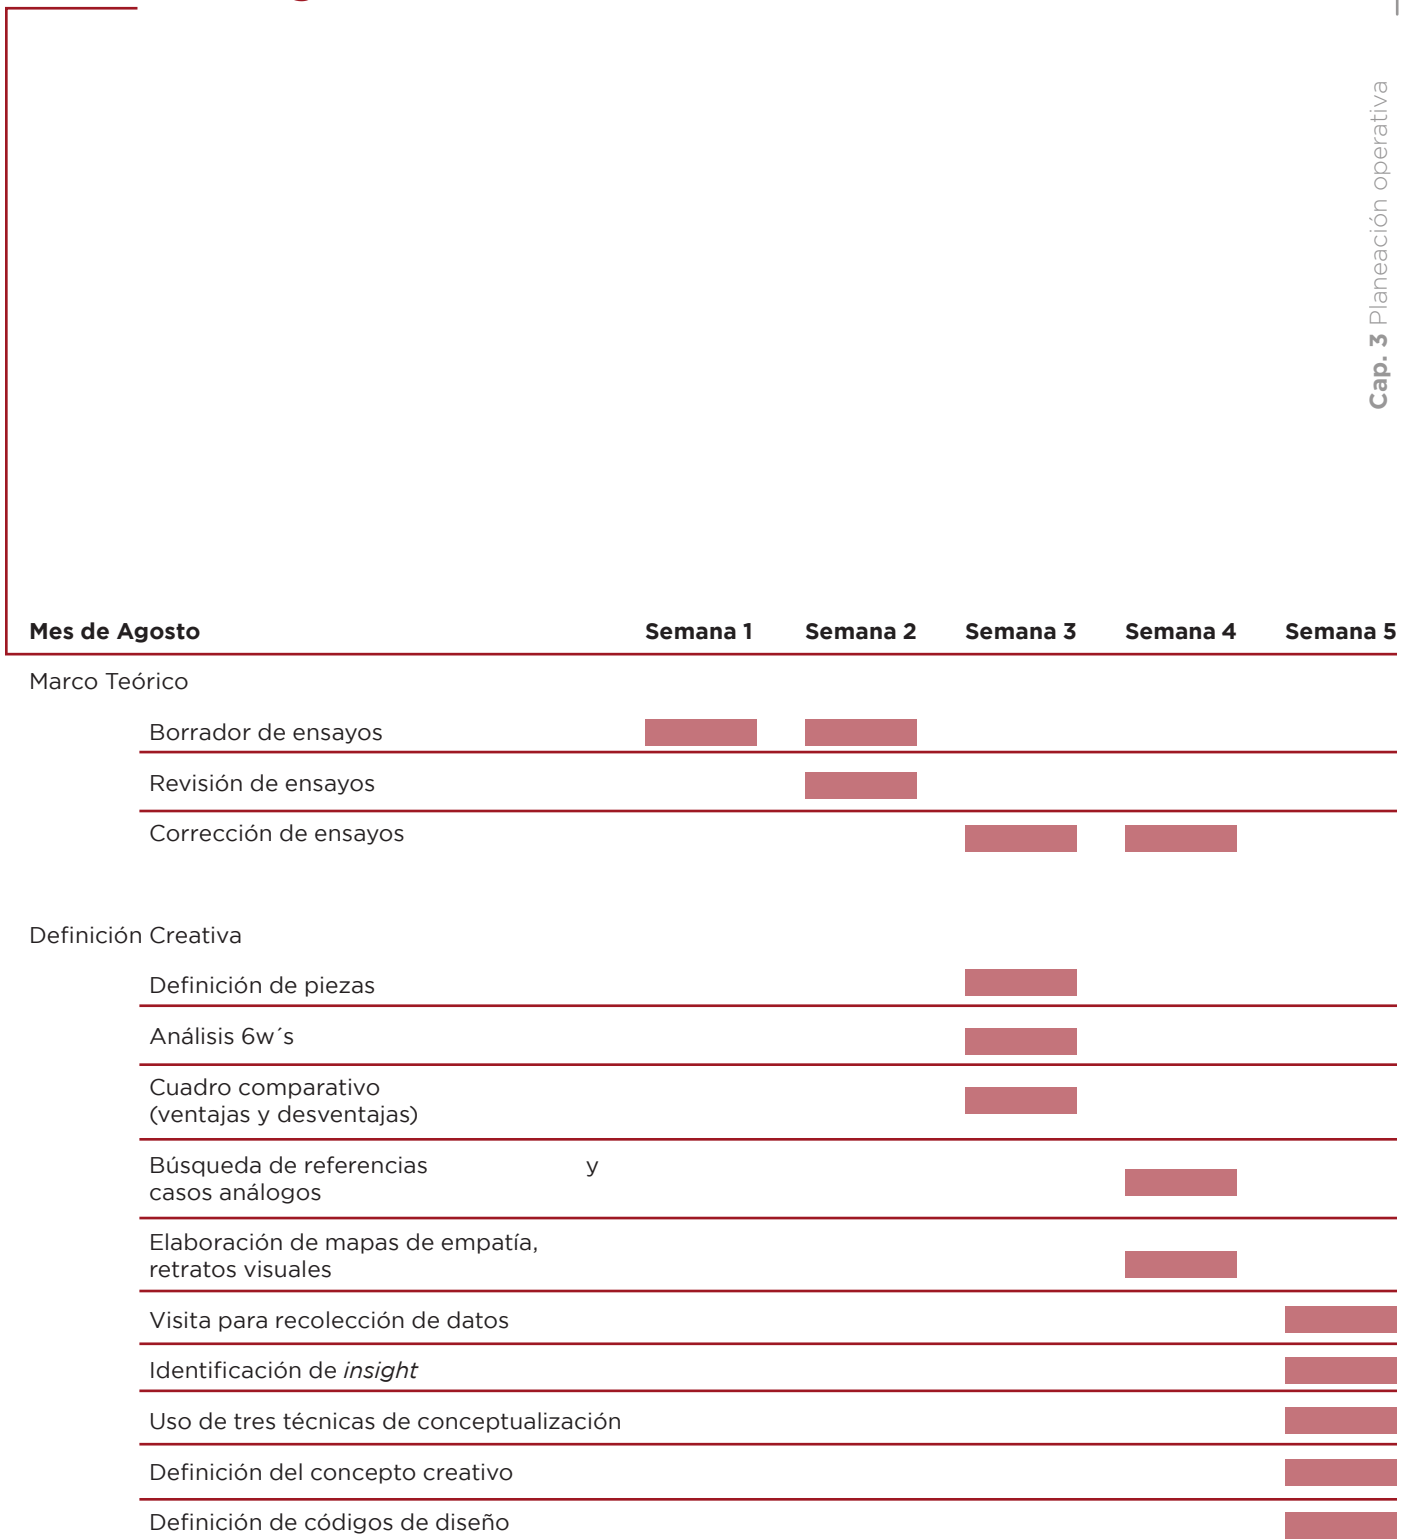 Cap. 3 Planeación operativa
Mes de Agosto Semana 1 Semana 2 Semana 3 Semana 4 Semana 5
Marco Teórico
Borrador de ensayos
Revisión de ensayos
Corrección de ensayos
Definición Creativa
Definición de piezas
Análisis 6w´s
Cuadro comparativo
(ventajas y desventajas)
Búsqueda de referencias y
casos análogos
Elaboración de mapas de empatía,
retratos visuales
Visita para recolección de datos
Identificación de insight
Uso de tres técnicas de conceptualización
Definición del concepto creativo
Definición de códigos de diseño